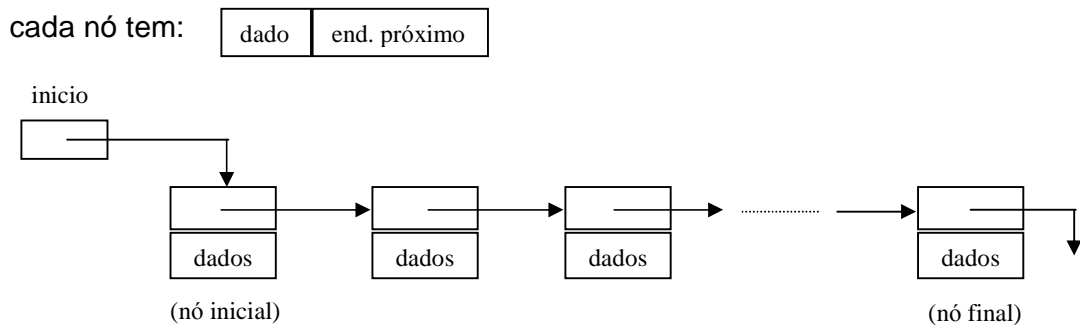 cada nó tem:
dado end. próximo
inicio
dados dados dados dados
(nó inicial) (nó final)